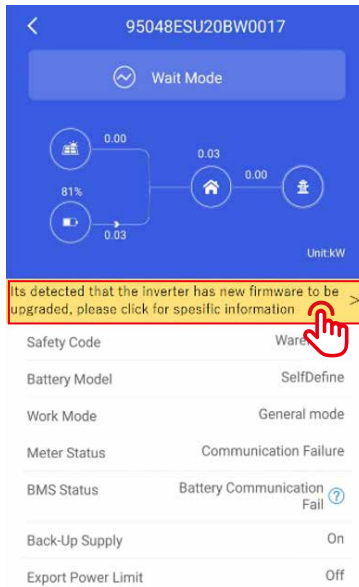 95048ESU20BW0017
Wait Mode
0.00
0.03
0.00
81%
0.03
Unit:kW
Its detected that the inverter has new firmware to be
upgraded, please click for spesific information >
Safety Code
Battery Model SelfDefine
Work Mode General mode
Meter Status Communication Failure
BMS Status Battery Communication
Fail ?
Back-Up Supply On
Export Power Limit Off